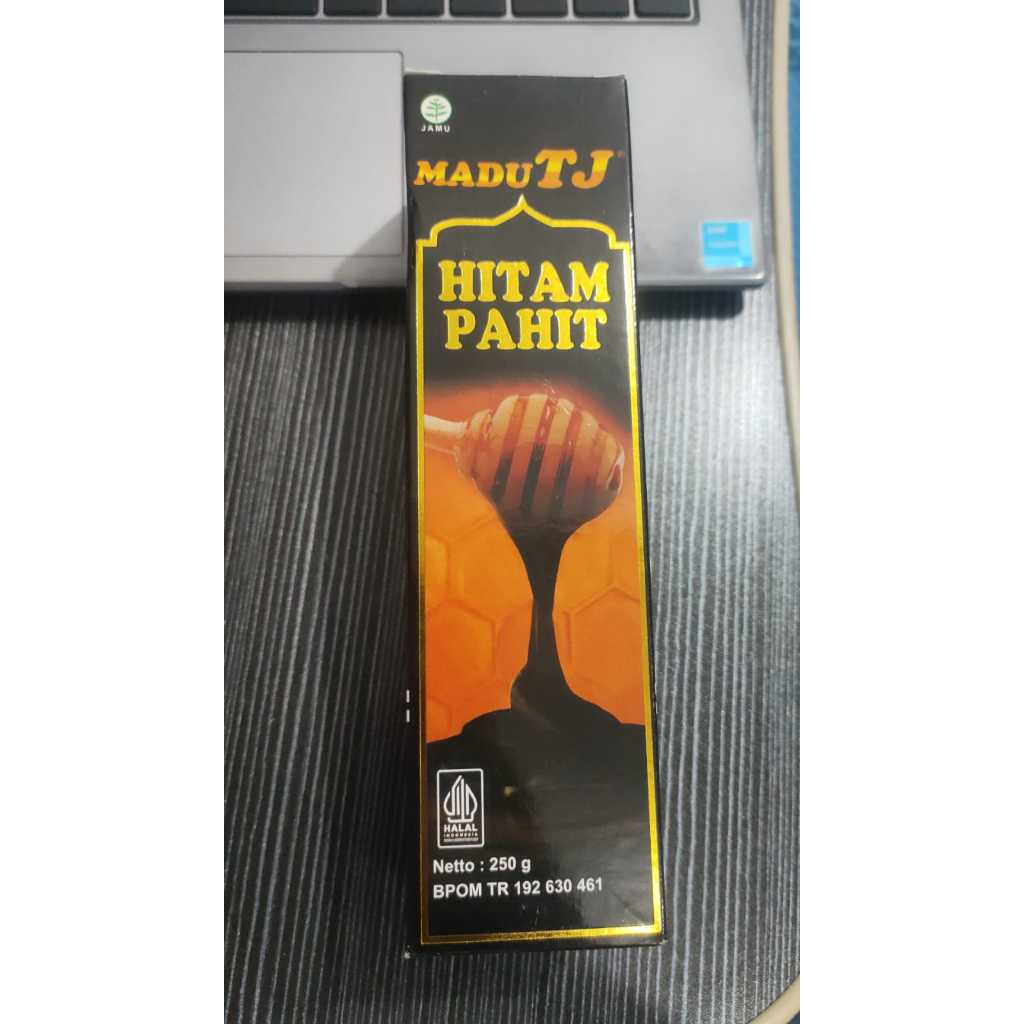 JAMU
MADU TJ
HITAM
PAHIT
HALAL
INDONESIA
Netto : 250 g
BPOM TR 192 630 461